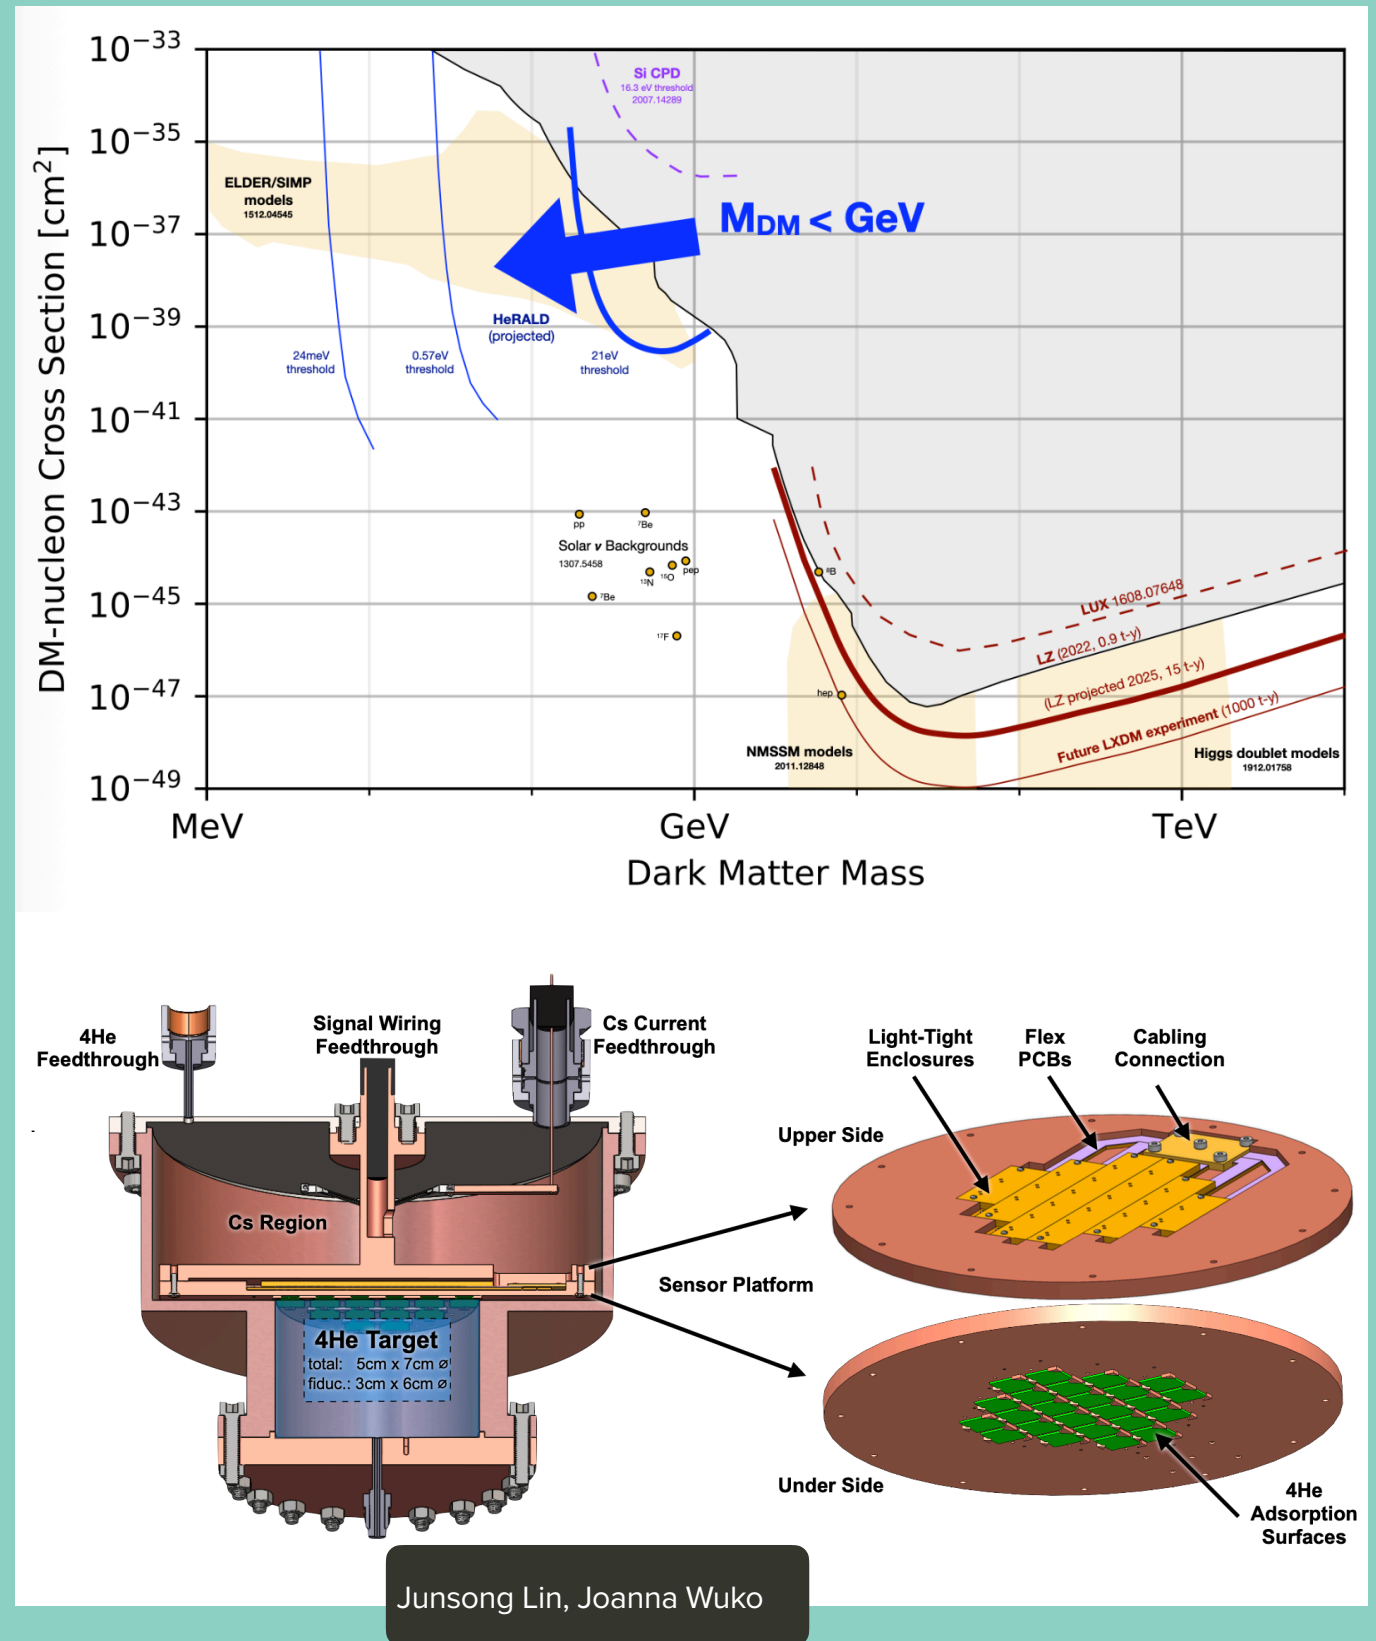 10−33
10−35
10−37
10−39
10−41
10−43
10−45
10−47
10−49
DM-nucleon Cross Section [cm2]
Si CPD
16.3 eV threshold
2007.14289
ELDER/SIMP
models
1512.04545
MDM < GeV
HeRALD
(projected)
24meV
threshold
0.57eV
threshold
21eV
threshold
pp
7Be
Solar ν Backgrounds
1307.5458
13N
15O
pep
8B
7Be
17F
hep
LUX 1608.07648
LZ (2022, 0.9 t-y)
(LZ projected 2025, 15 t-y)
Future LXDM experiment (1000 t-y)
NMSSM models
2011.12848
Higgs doublet models
1912.01758
MeV
GeV
TeV
Dark Matter Mass
4He
Feedthrough
Signal Wiring
Feedthrough
Cs Current
Feedthrough
Light-Tight
Enclosures
Flex
PCBs
Cabling
Connection
Upper Side
Cs Region
Sensor Platform
4He Target
total: 5cm x 7cm ⌀
fiduc.: 3cm x 6cm ⌀
Under Side
4He
Adsorption
Surfaces
Junsong Lin, Joanna Wuko